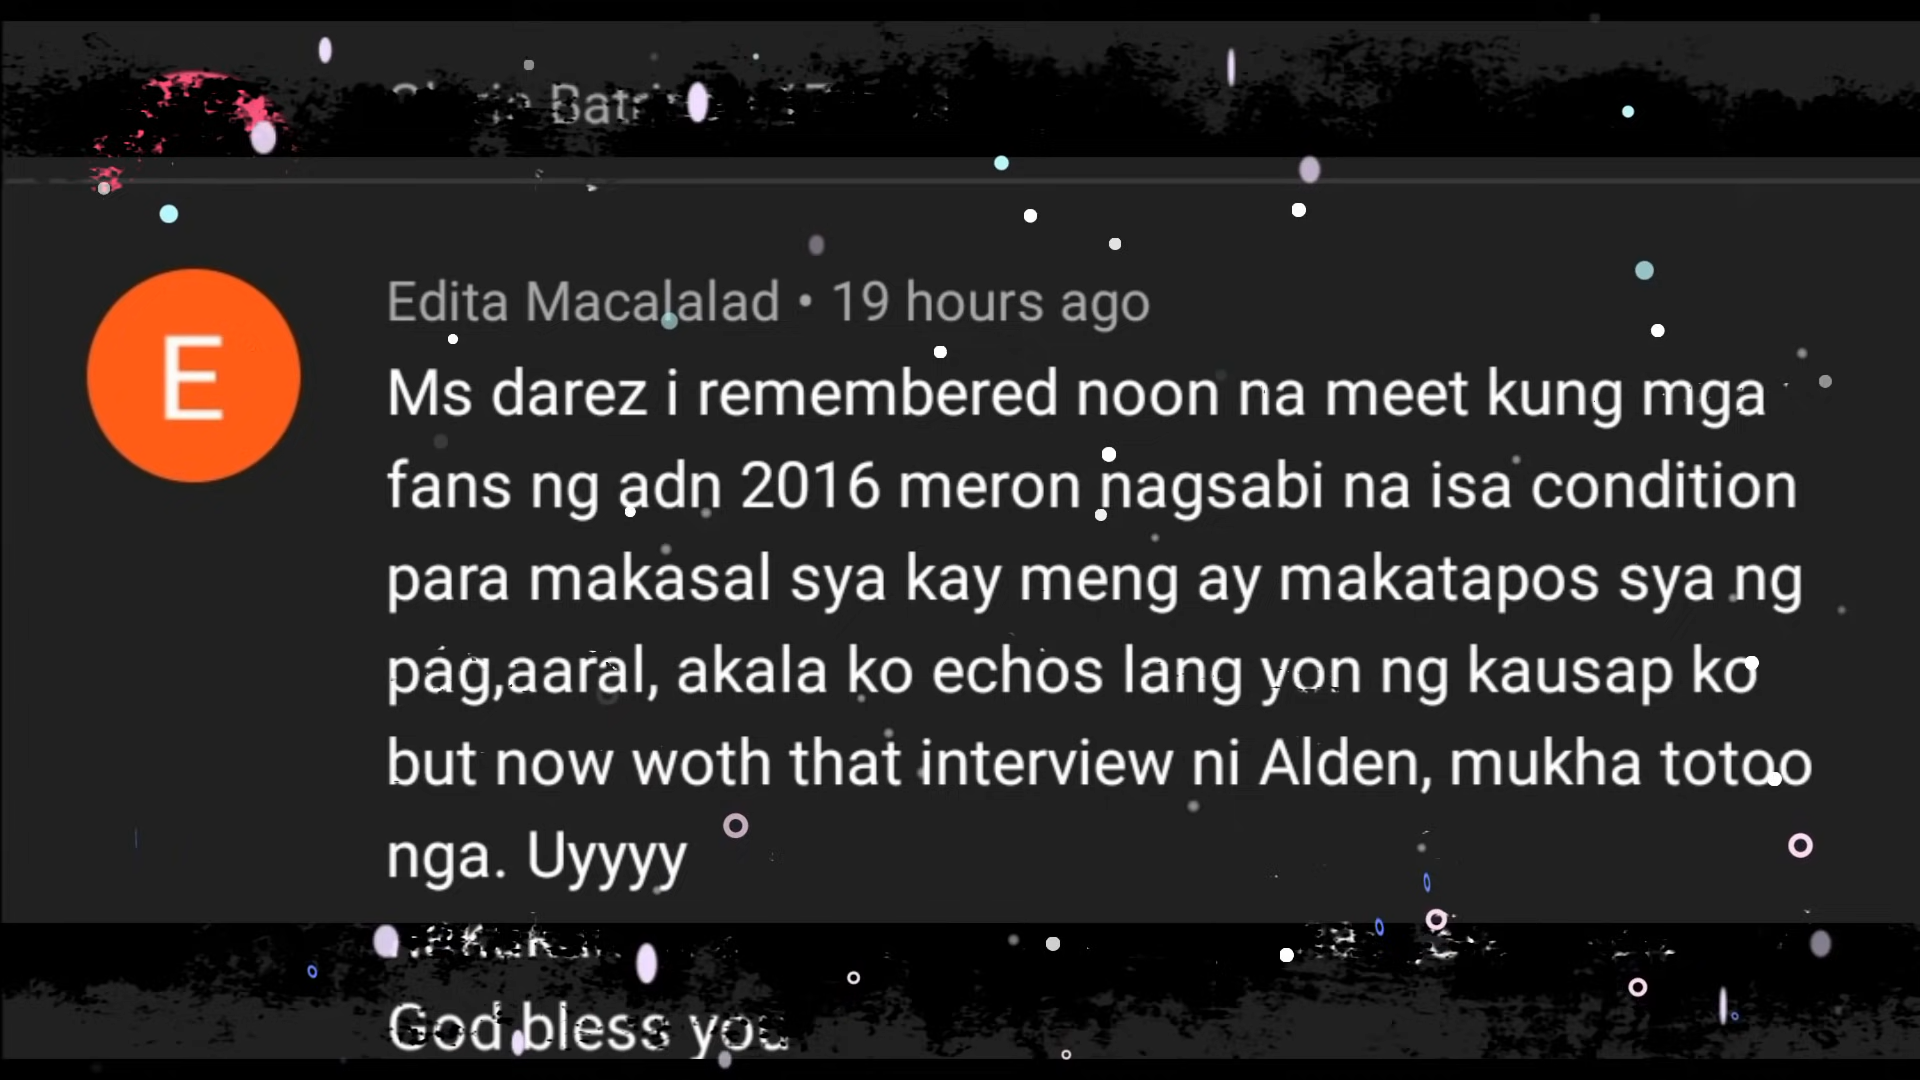 Edita Macalalad • 19 hours ago
E
Ms darez i remembered noon na meet kung mga
fans ng adn 2016 meron nagsabi na isa condition
para makasal sya kay meng ay makatapos sya ng
pag,aaral, akala ko echos lang yon ng kausap ko
but now woth that interview ni Alden, mukha totoo
nga. Uyyyy
God bless you